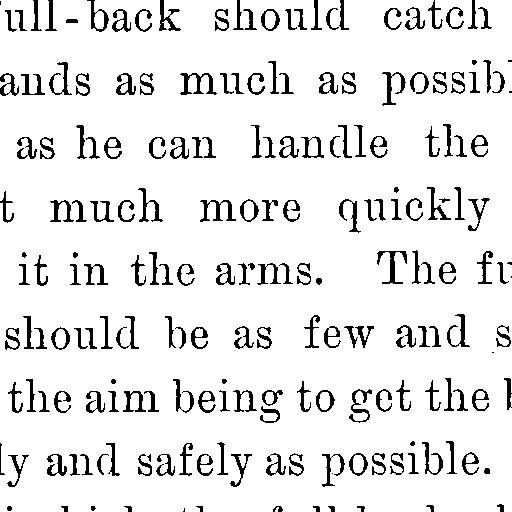 full-back should catch
ands as much as possibl
as he can handle the
t much more quickly
it in the arms. The fu
should be as few and s
the aim being to get the b
ly and safely as possible.